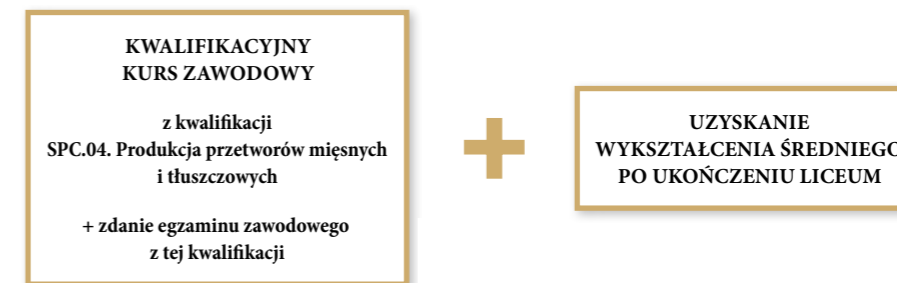 KWALIFIKACYJNY
KURS ZAWODOWY
z kwalifikacji
SPC.04. Produkcja przetworów mięsnych
i tłuszczowych
+ zdanie egzaminu zawodowego
z tej kwalifikacji
+
UZYSKANIE
WYKSZTAŁCENIA ŚREDNIEGO
PO UKOŃCZENIU LICEUM